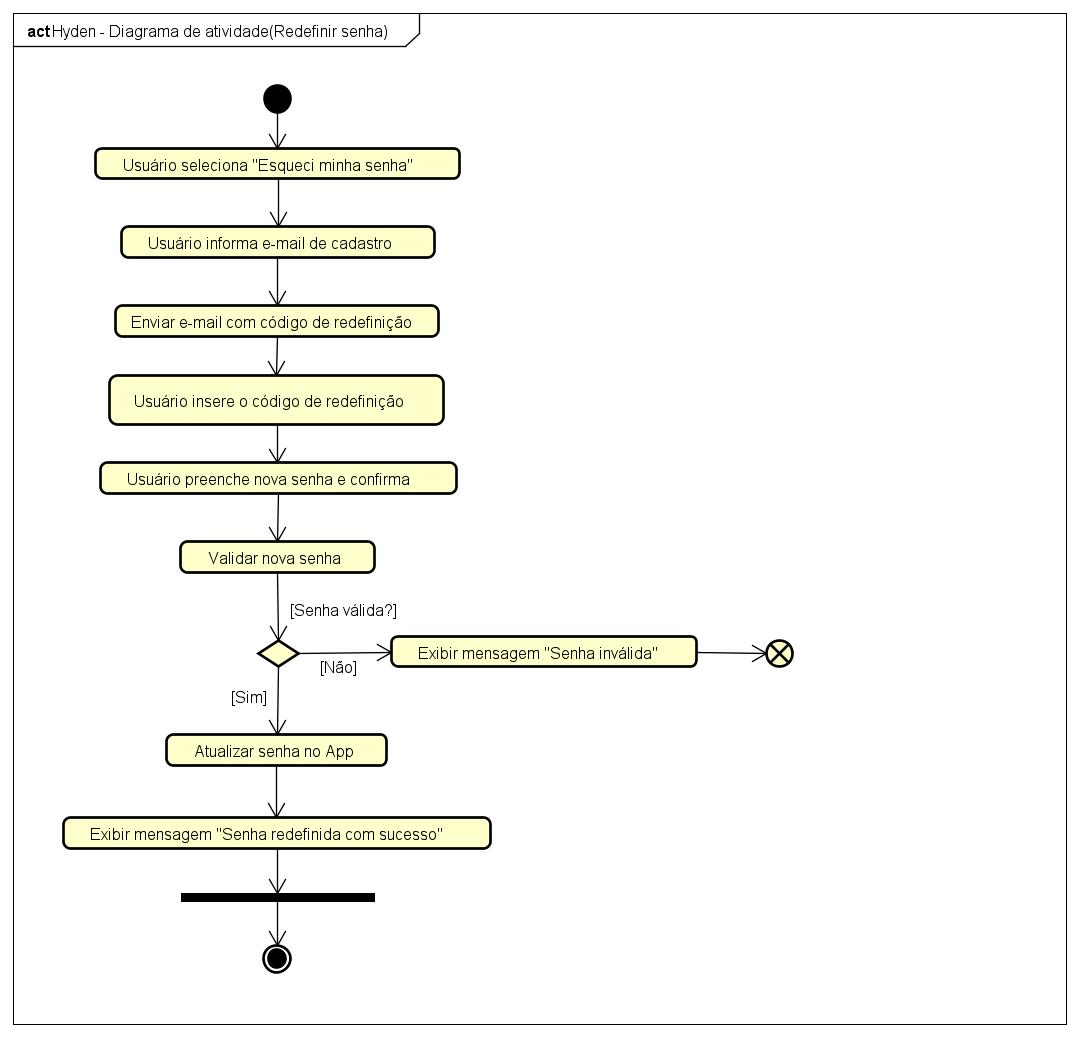 act Hyden - Diagrama de atividade(Redefinir senha)
Usuário seleciona "Esqueci minha senha"
Usuário informa e-mail de cadastro
Enviar e-mail com código de redefinição
Usuário insere o código de redefinição
Usuário preenche nova senha e confirma
Validar nova senha
[Senha válida?]
Exibir mensagem "Senha inválida"
[Não]
[Sim]
Atualizar senha no App
Exibir mensagem "Senha redefinida com sucesso"